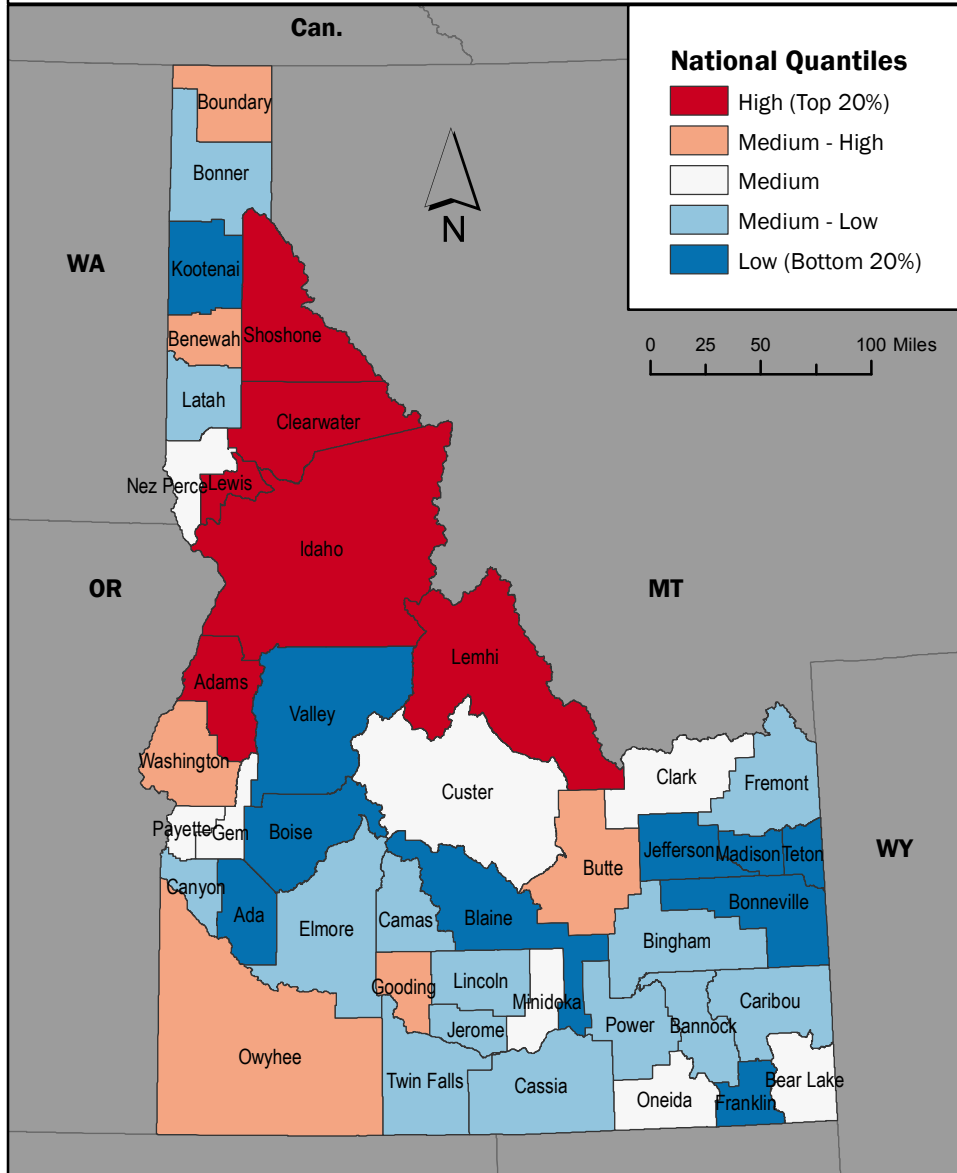 Can.
National Quantiles
High (Top 20%)
Medium - High
Medium
Medium - Low
Low (Bottom 20%)
0 25 50 100 Miles
N
WA
OR
MT
WY
Boundary
Bonner
Kootenai
Benewah
Shoshone
Latah
Clearwater
Nez Perce
Lewis
Idaho
Lemhi
Adams
Valley
Washington
Custer
Clark
Fremont
Payette
Gem
Boise
Butte
Jefferson
Madison
Teton
Canyon
Ada
Elmore
Camas
Blaine
Bonneville
Bingham
Gooding
Lincoln
Minidoka
Caribou
Jerome
Power
Bannock
Owyhee
Twin Falls
Cassia
Oneida
Franklin
Bear Lake